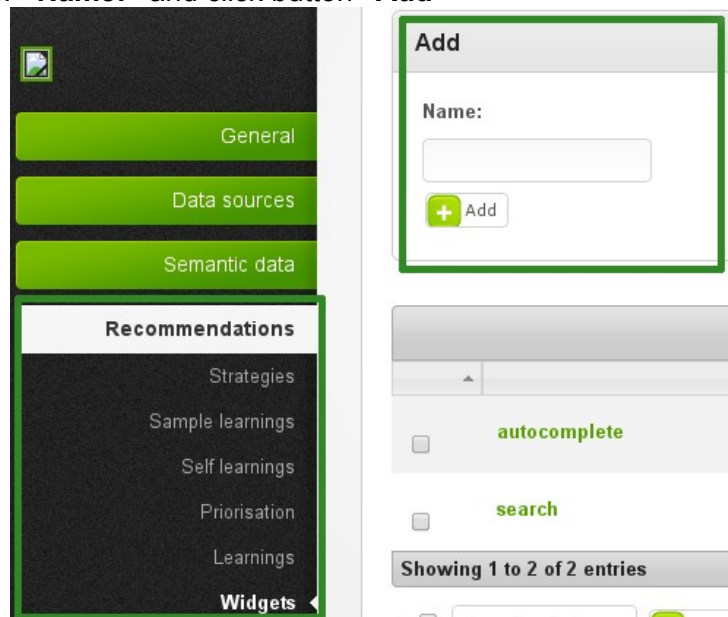 "Name:" and click button "Add"
Add
Name:
Add
General
Data sources
Semantic data
Recommendations
Strategies
Sample learnings
Self learnings
Priorisation
Learnings
Widgets
autocomplete
search
Showing 1 to 2 of 2 entries